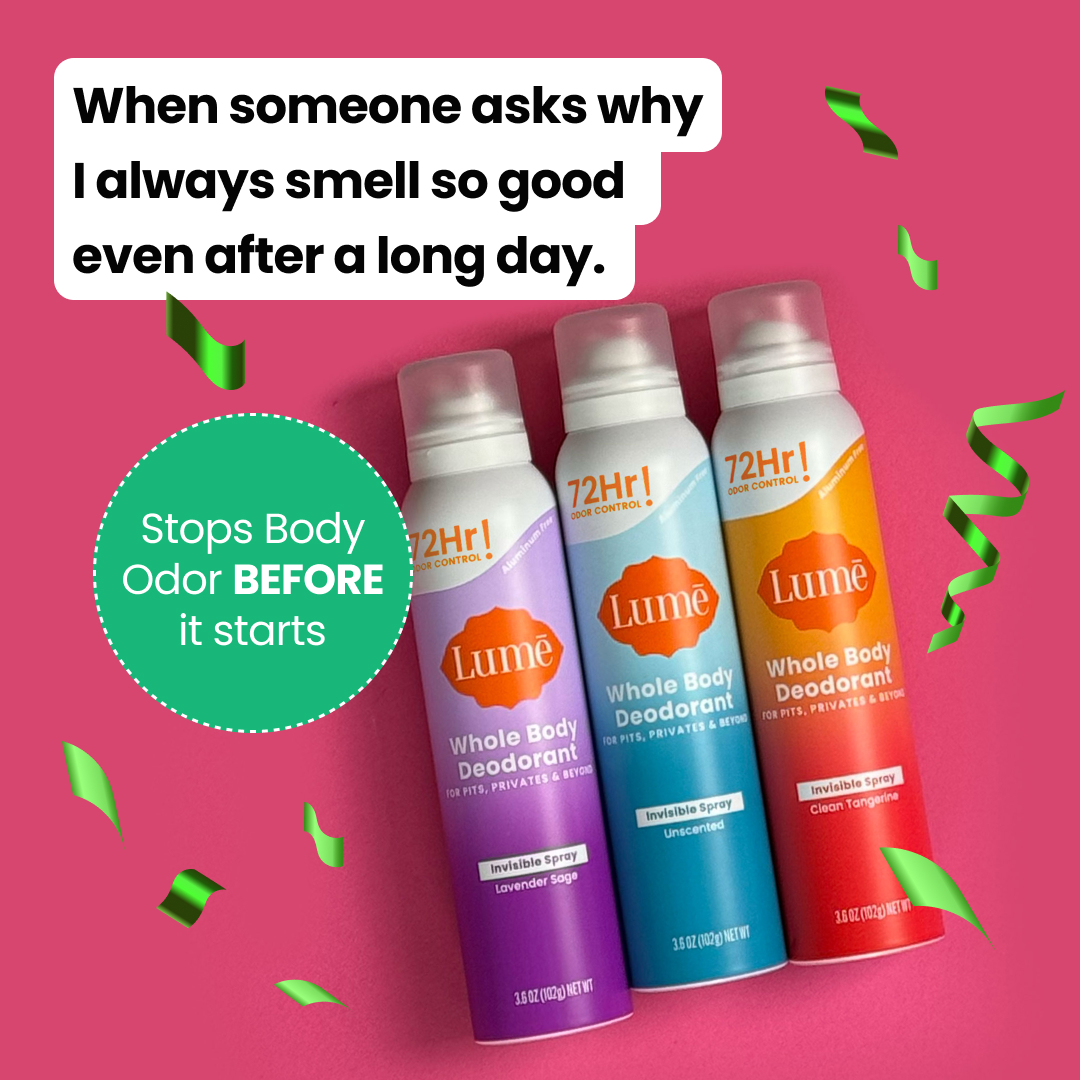 When someone asks why
I always smell so good
even after a long day.
Stops Body
Odor BEFORE
it starts
72Hr!
ODOR CONTROL
Aluminum Free
Lumē
Whole Body
Deodorant
FOR PITS, PRIVATES & BEYOND
Invisible Spray
Lavender Sage
3.6 OZ (102g) NET WT
72Hr!
ODOR CONTROL
Aluminum Free
Lumē
Whole Body
Deodorant
FOR PITS, PRIVATES & BEYOND
Invisible Spray
Unscented
3.6 OZ (102g) NET WT
72Hr!
ODOR CONTROL
Aluminum Free
Lumē
Whole Body
Deodorant
FOR PITS, PRIVATES & BEYOND
Invisible Spray
Clean Tangerine
3.6 OZ (102g) NET WT